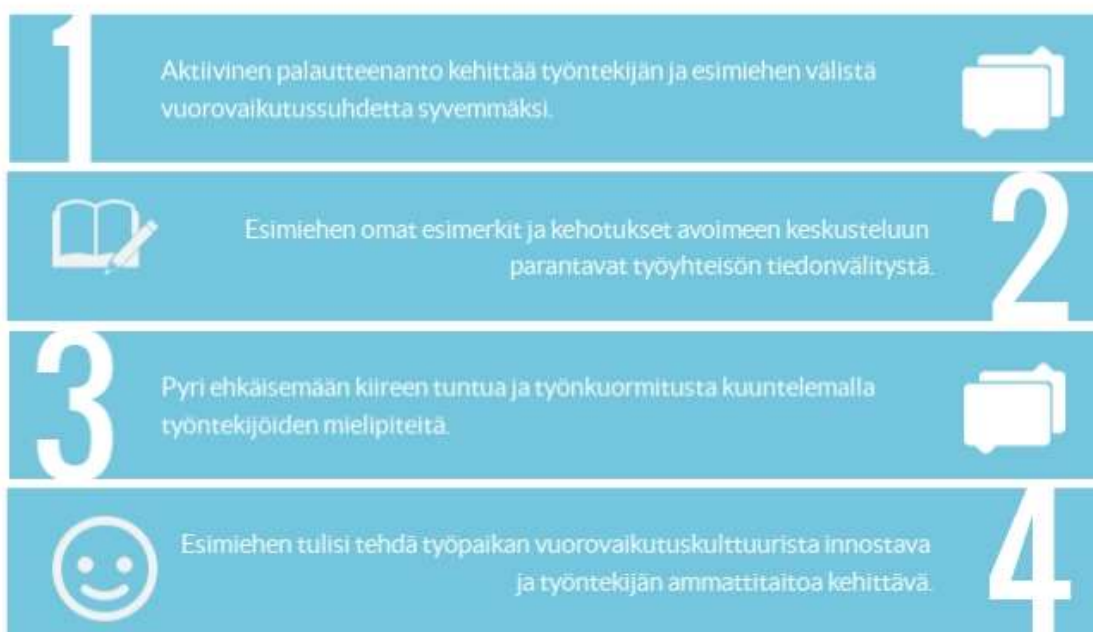 1
Aktiivinen palautteenanto kehittää työntekijän ja esimiehen välistä
vuorovaikutussuhdetta syvemmäksi.
Esimiehen omat esimerkit ja kehotukset avoimeen keskusteluun
parantavat työyhteisön tiedonvälitystä.
2
3
Pyri ehkäisemään kiireen tuntua ja työnkuormitusta kuuntelemalla
työntekijöiden mielipiteitä.
Esimiehen tulisi tehdä työpaikan vuorovaikutuskulttuurista innostava
ja työntekijän ammattitaitoa kehittävä.
4